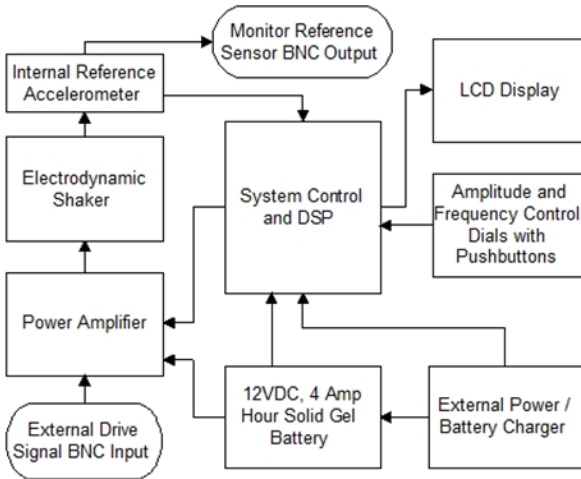 Monitor Reference
Sensor BNC Output
Internal Reference
Accelerometer
LCD Display
Electrodynamic
Shaker
System Control
and DSP
Amplitude and
Frequency Control
Dials with
Pushbuttons
Power Amplifier
12VDC, 4 Amp
Hour Solid Gel
Battery
External Power /
Battery Charger
External Drive
Signal BNC Input